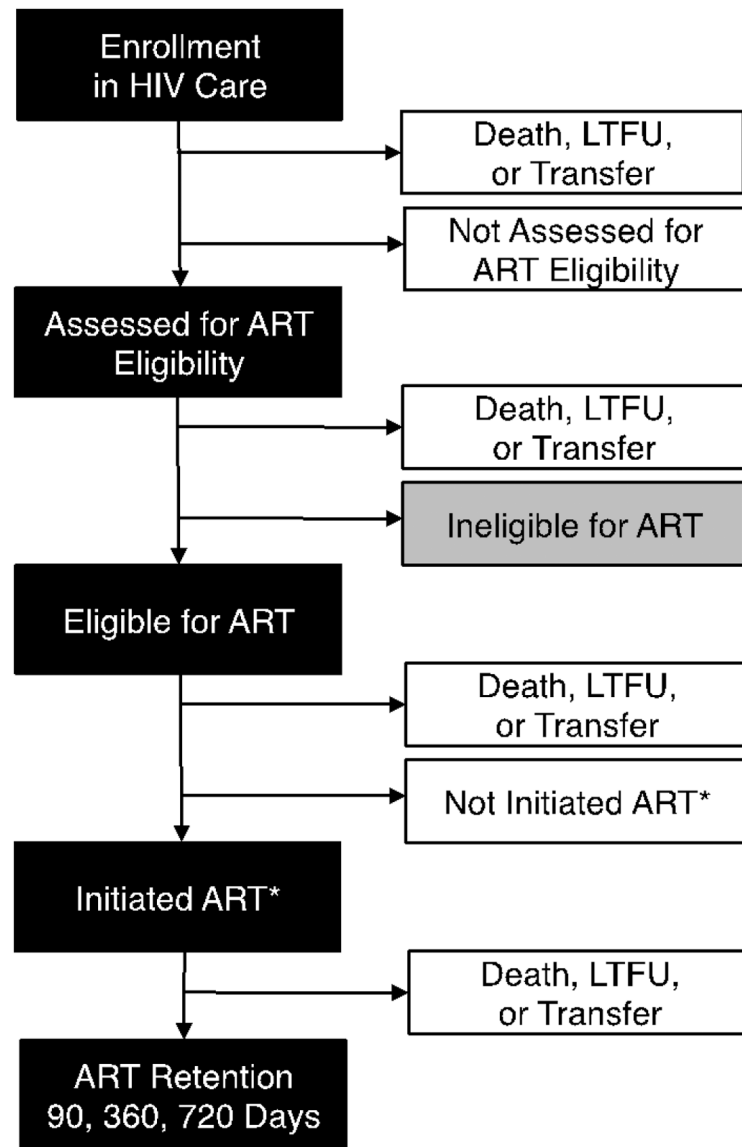 Enrollment
in HIV Care
Death, LTFU,
or Transfer
Not Assessed for
ART Eligibility
Assessed for ART
Eligibility
Death, LTFU,
or Transfer
Ineligible for ART
Eligible for ART
Death, LTFU,
or Transfer
Not Initiated ART*
Initiated ART*
Death, LTFU,
or Transfer
ART Retention
90, 360, 720 Days